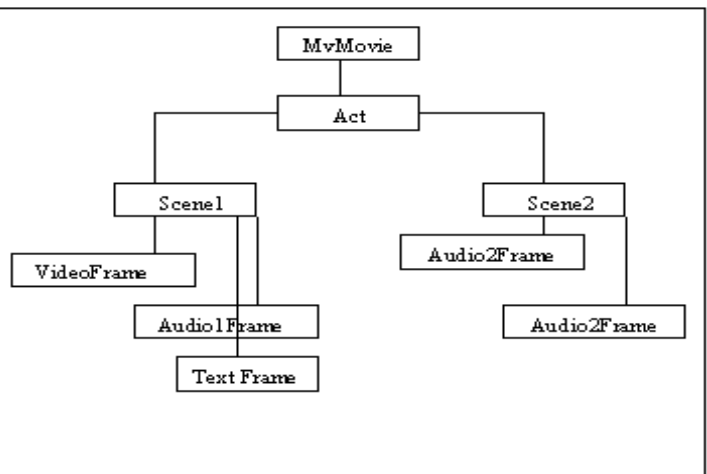 MvMovie
Act
Scene1
Scene2
VideoFrame
Audio2Frame
Audio1Frame
Audio2Frame
Text Frame